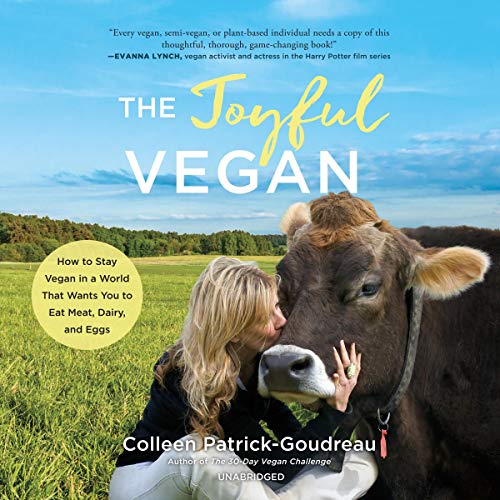 "Every vegan, semi-vegan, or plant-based individual needs a copy of this
thoughtful, thorough, game-changing book!"
—EVANNA LYNCH, vegan activist and actress in the Harry Potter film series
THE Joyful
VEGAN
How to Stay
Vegan in a World
That Wants You to
Eat Meat, Dairy,
and Eggs
Colleen Patrick-Goudreau
Author of The 30-Day Vegan Challenge
UNABRIDGED